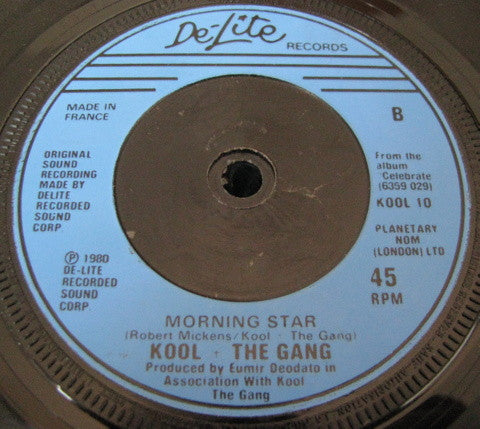 De-Lite
RECORDS
MADE IN
FRANCE
B
ORIGINAL
SOUND
RECORDING
MADE BY
DELITE
RECORDED
SOUND
CORP
From the
album
Celebrate
(6359 029)
KOOL 10
PLANETARY
NOM
(LONDON) LTD
℗ 1980
DE-LITE
RECORDED
SOUND
CORP
45
RPM
MORNING STAR
(Robert Mickens/Kool · The Gang)
KOOL · THE GANG
Produced by Eumir Deodato in
Association With Kool
The Gang